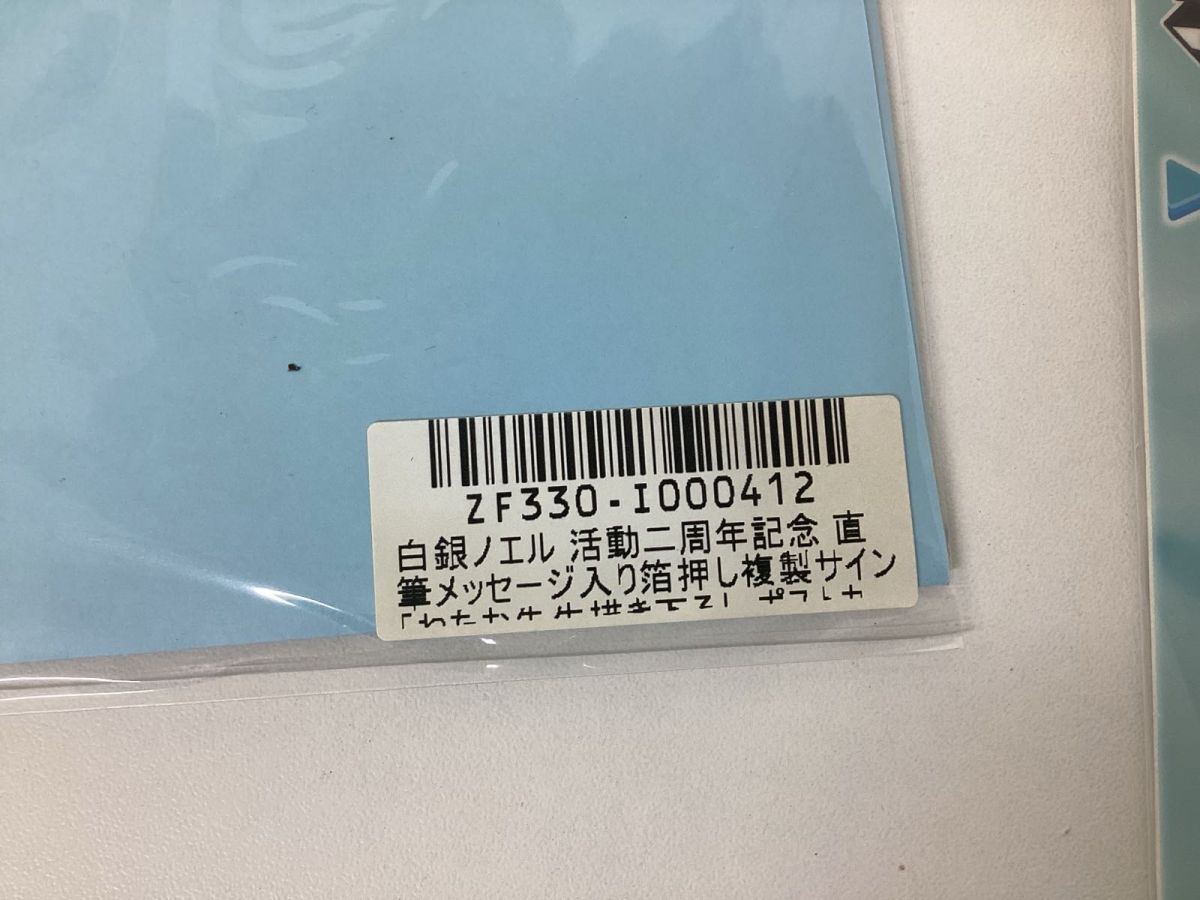 ZF330-I000412
白銀ノエル 活動二周年記念 直
筆メッセージ入り箔押し複製サイン